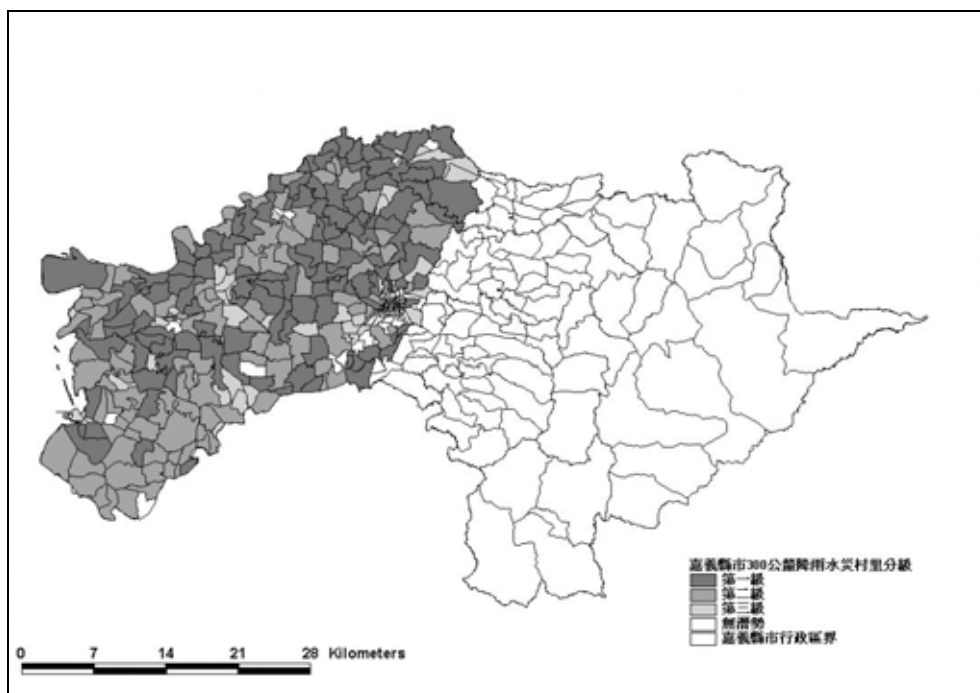 嘉義縣市300公釐降雨水災村里分級
第一級
第二級
第三級
無潛勢
嘉義縣市行政區界
0 7 14 21 28 Kilometers